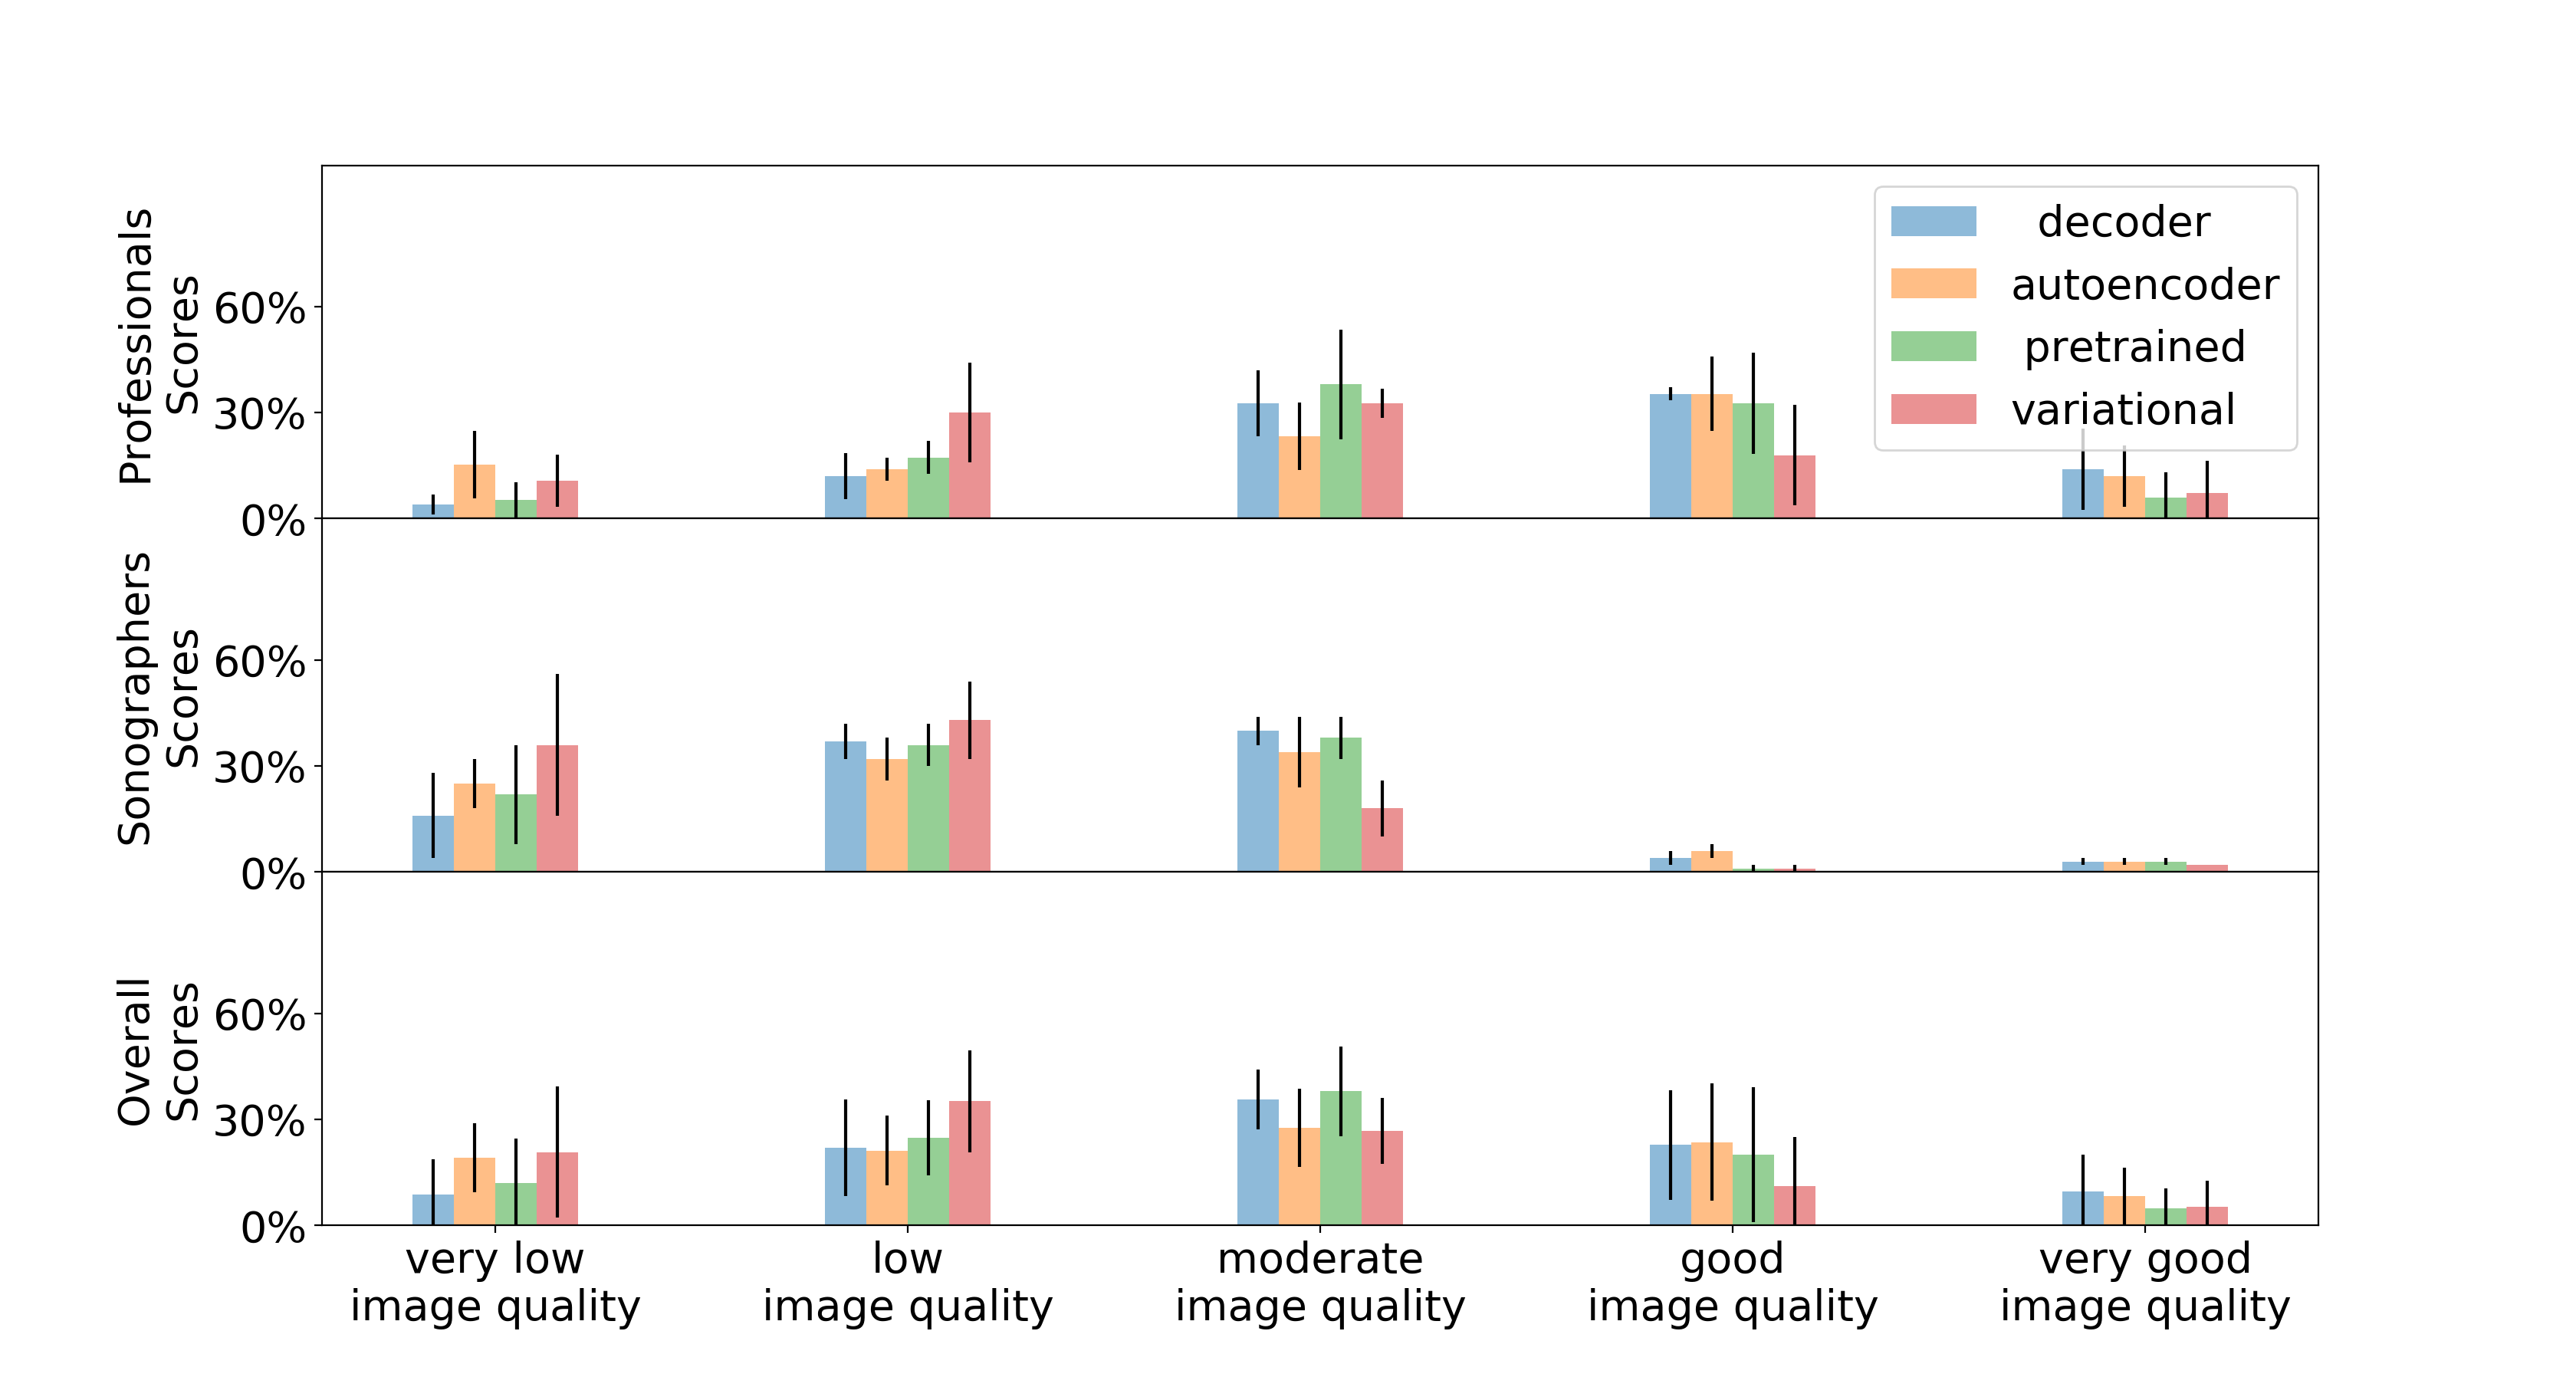 Professionals
Scores
60%
30%
0%
decoder
autoencoder
pretrained
variational
Sonographers
Scores
60%
30%
0%
Overall
Scores
60%
30%
0%
very low
image quality
low
image quality
moderate
image quality
good
image quality
very good
image quality